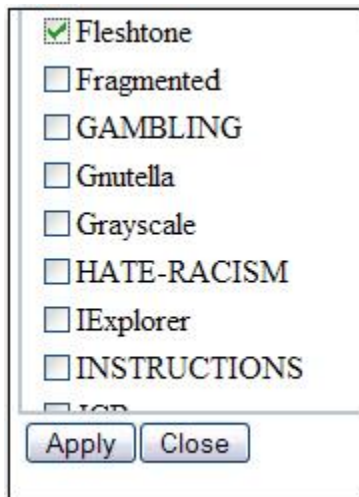 Fleshtone
Fragmented
GAMBLING
Gnutella
Grayscale
HATE-RACISM
IExplorer
INSTRUCTIONS
Apply Close